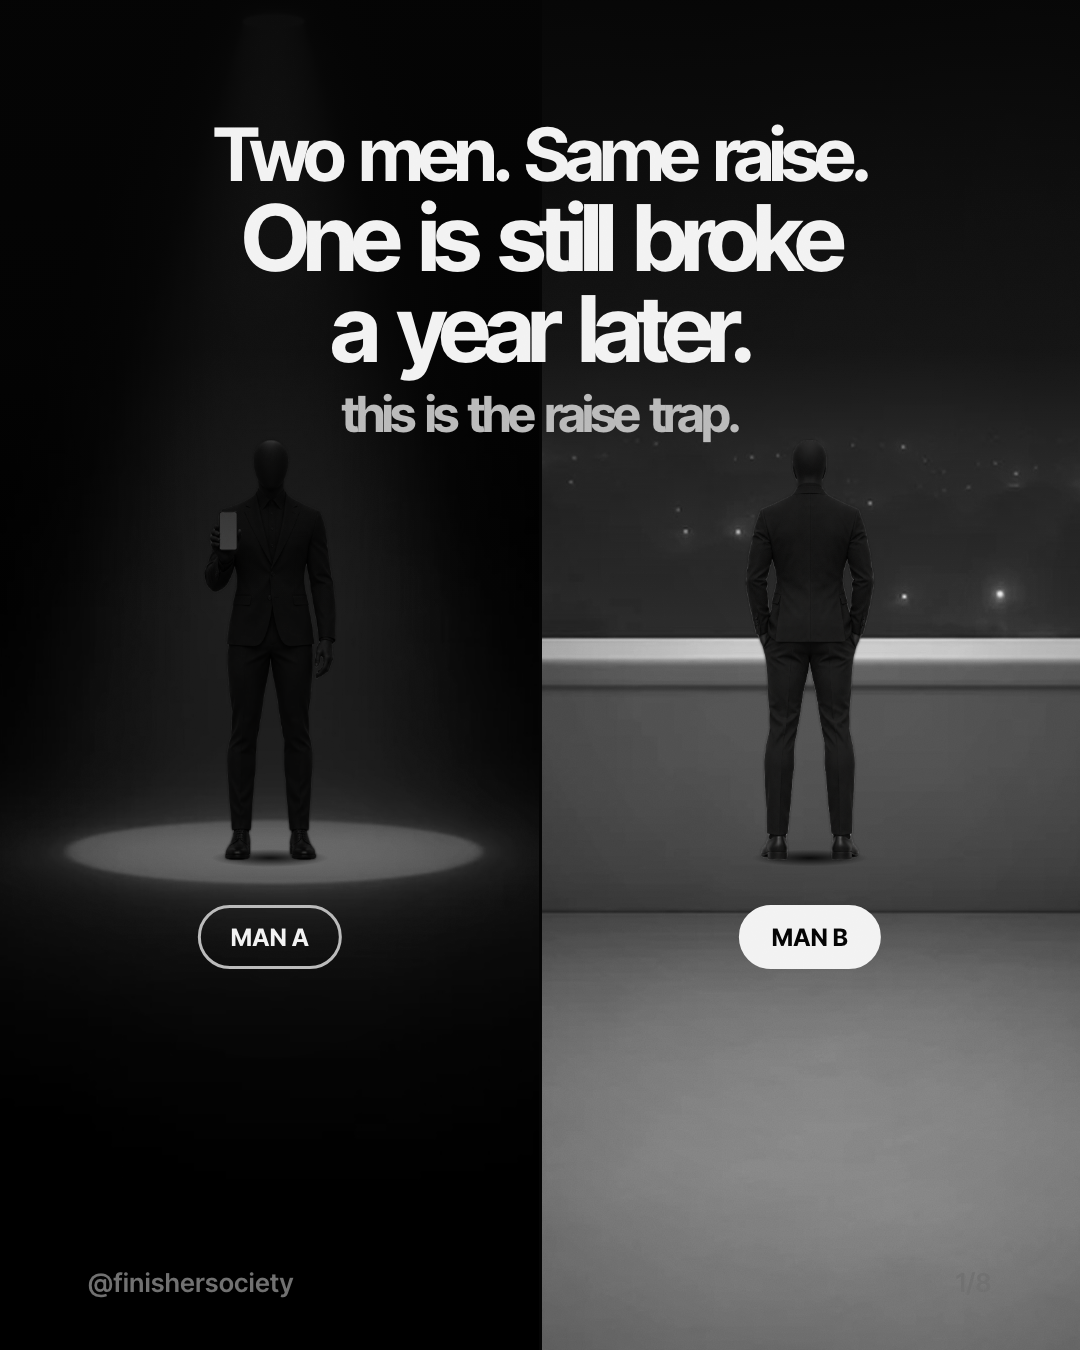 Two men. Same raise.
One is still broke
a year later.
this is the raise trap.
MAN A
MAN B
@finishersociety
1/8